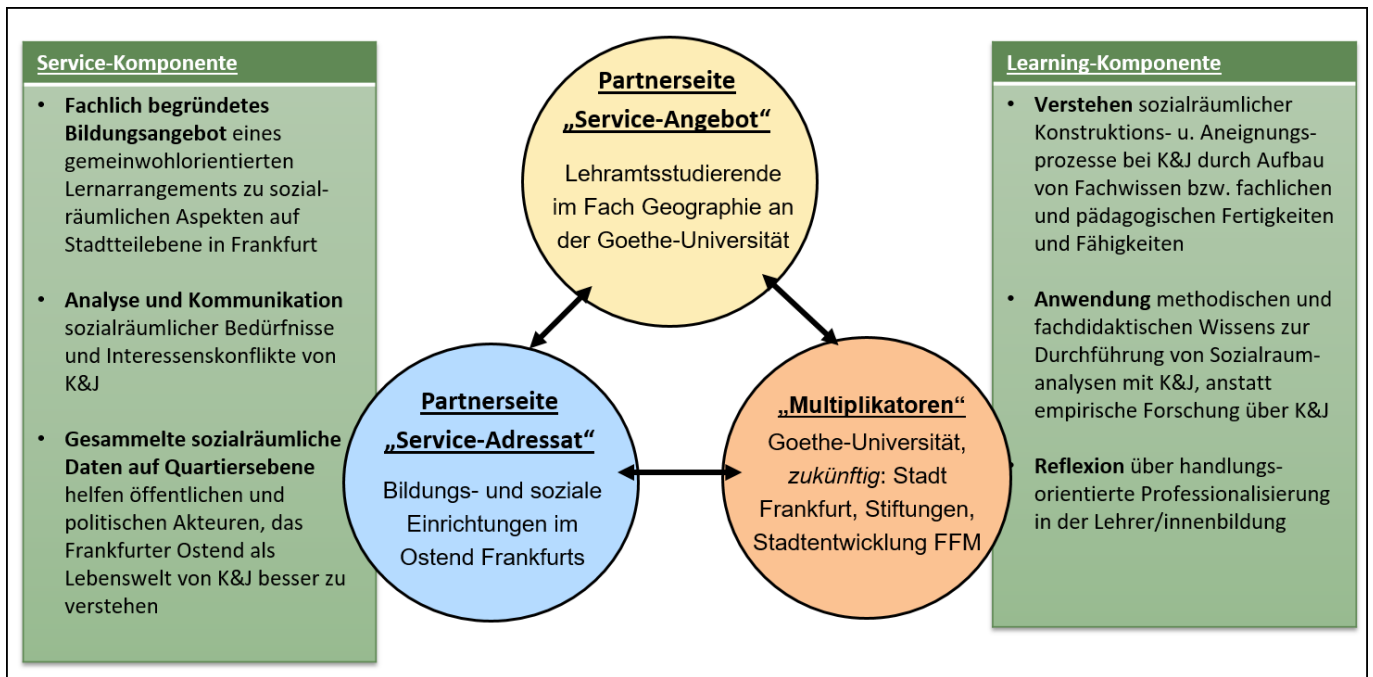 Service-Komponente
• Fachlich begründetes
Bildungsangebot eines
gemeinwohlorientierten
Lernarrangements zu sozial-
räumlichen Aspekten auf
Stadtteilebene in Frankfurt
• Analyse und Kommunikation
sozialräumlicher Bedürfnisse
und Interessenskonflikte von
K&J
• Gesammelte sozialräumliche
Daten auf Quartiersebene
helfen öffentlichen und
politischen Akteuren, das
Frankfurter Ostend als
Lebenswelt von K&J besser zu
verstehen
Partnerseite
„Service-Angebot“
Lehramtsstudierende
im Fach Geographie an
der Goethe-Universität
Partnerseite
„Service-Adressat“
Bildungs- und soziale
Einrichtungen im
Ostend Frankfurts
„Multiplikatoren“
Goethe-Universität,
zukünftig: Stadt
Frankfurt, Stiftungen,
Stadtentwicklung FFM
Learning-Komponente
• Verstehen sozialräumlicher
Konstruktions- u. Aneignungs-
prozesse bei K&J durch Aufbau
von Fachwissen bzw. fachlichen
und pädagogischen Fertigkeiten
und Fähigkeiten
• Anwendung methodischen und
fachdidaktischen Wissens zur
Durchführung von Sozialraum-
analysen mit K&J, anstatt
empirische Forschung über K&J
• Reflexion über handlungs-
orientierte Professionalisierung
in der Lehrer/innenbildung